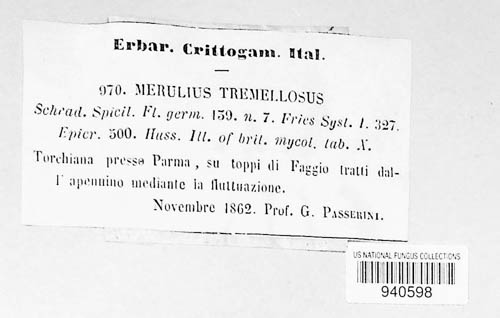 Erbar. Crittogam. Ital.
970. MERULIUS TREMELLOSUS
Schrad. Spicil. Fl. germ. 139. n. 7. Fries Syst. 1. 327.
Epicr. 500. Huss. Ill. of brit. mycol. tab. X.
Torchiana presso Parma, su toppi di Faggio tratti dal-
l' apennino mediante la fluttuazione.
Novembre 1862. Prof. G. PASSERINI.
US NATIONAL FUNGUS COLLECTIONS
940598